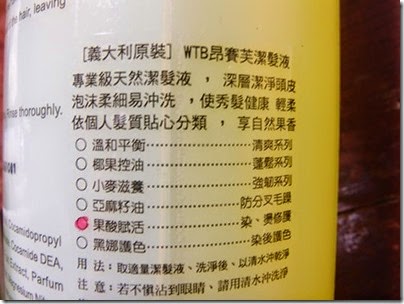 the hair, leaving
Rinse thoroughly.
Cocamidopropyl
Cocamide DEA,
Extract, Parfum
[義大利原裝] WTB昂賽芙潔髮液
專業級天然潔髮液，深層潔淨頭皮
泡沫柔細易沖洗，使秀髮健康 輕柔
依個人髮質貼心分類，享自然果香
○溫和平衡----------清爽系列
○椰果控油----------蓬鬆系列
○小麥滋養----------強韌系列
○亞麻籽油----------防分叉毛躁
果酸賦活----------染、燙修護
○黑娜護色----------染後護色
用法：取適量潔髮液、洗淨後、以清水沖乾淨
注意：若不慎沾到眼睛、請用清水沖洗淨